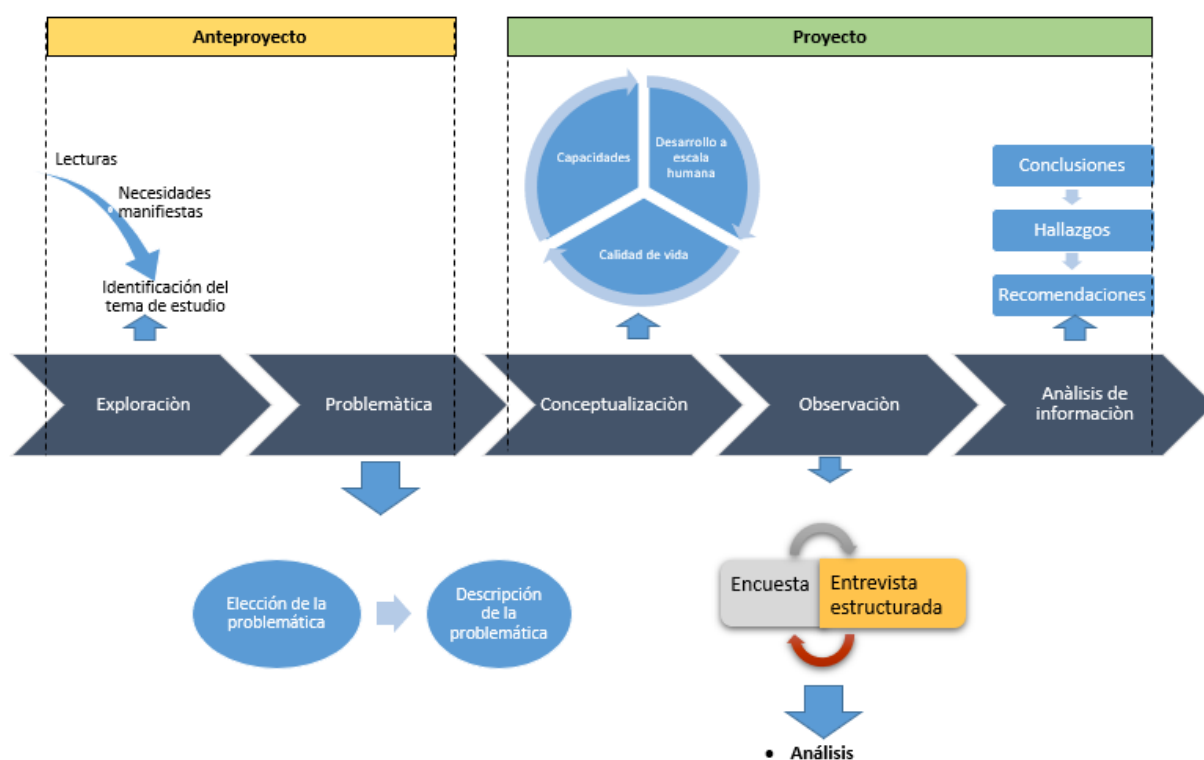 Anteproyecto
Proyecto
Lecturas
Necesidades
manifiestas
Identificación del
tema de estudio
Capacidades
Desarrollo a
escala
humana
Calidad de vida
Conclusiones
Hallazgos
Recomendaciones
Exploraciòn
Problemàtica
Conceptualizaciòn
Observaciòn
Anàlisis de
informaciòn
Elección de la
problemática
Descripción
de la
problemática
Encuesta
Entrevista
estructurada
• Análisis